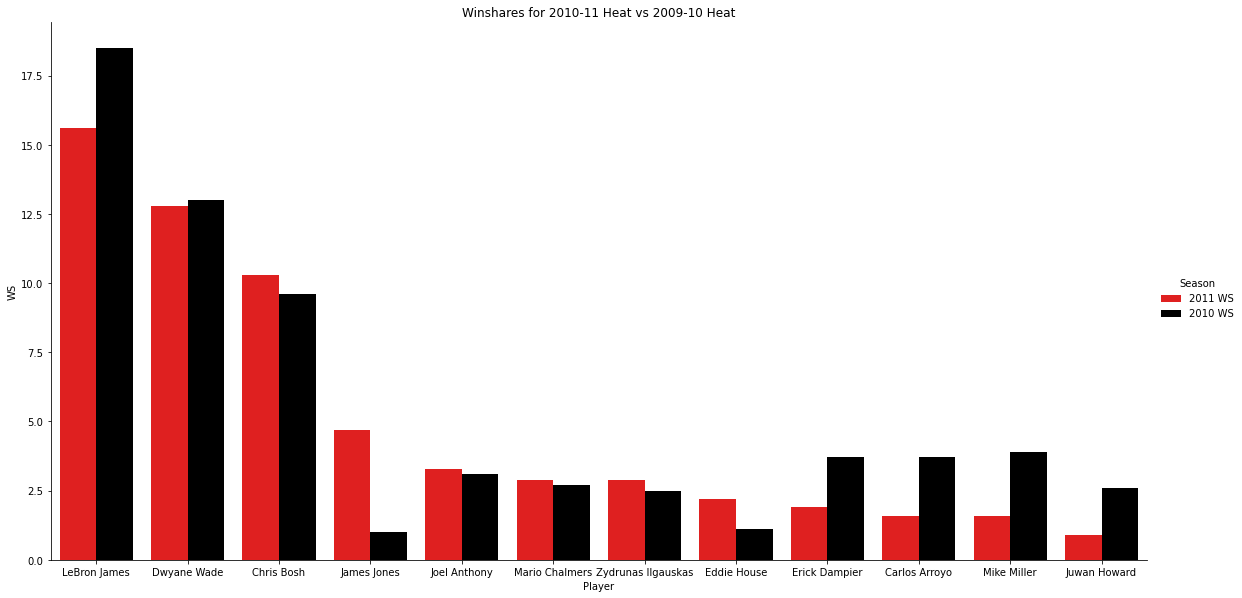 Winshares for 2010-11 Heat vs 2009-10 Heat
WS
17.5
15.0
12.5
10.0
7.5
5.0
2.5
0.0
LeBron James
Dwyane Wade
Chris Bosh
James Jones
Joel Anthony
Mario Chalmers
Zydrunas Ilgauskas
Eddie House
Erick Dampier
Carlos Arroyo
Mike Miller
Juwan Howard
Player
Season
2011 WS
2010 WS